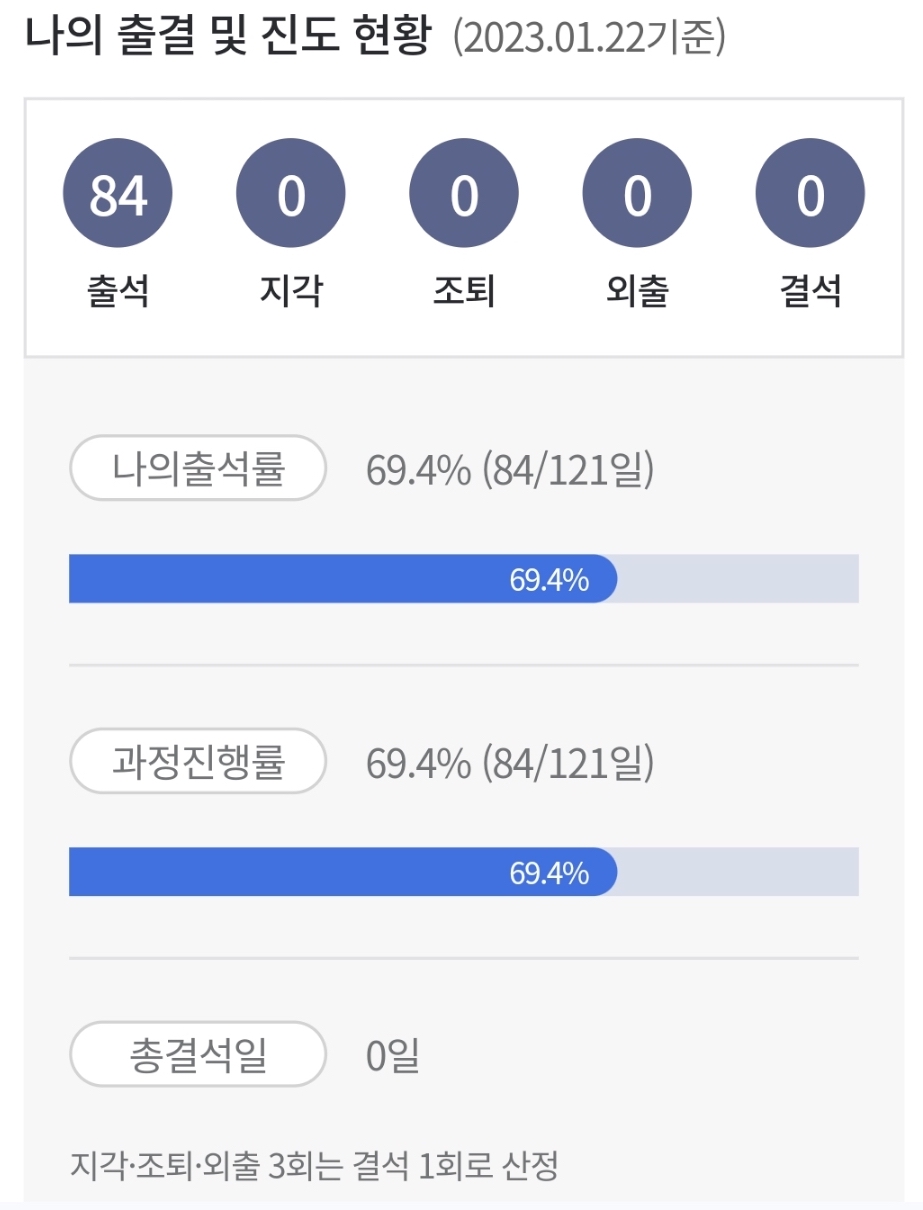 나의 출결 및 진도 현황 (2023.01.22기준)
84 0 0 0 0
출석 지각 조퇴 외출 결석
나의출석률 69.4% (84/121일)
69.4%
과정진행률 69.4% (84/121일)
69.4%
총결석일 0일
지각·조퇴·외출 3회는 결석 1회로 산정